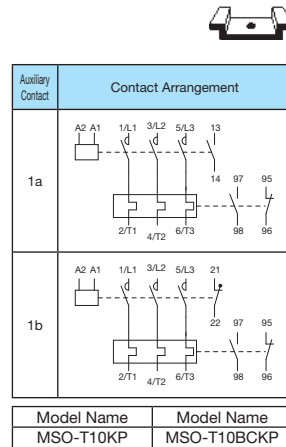 Auxiliary
Contact
Contact Arrangement
1a
A2 A1 1/L1 3/L2 5/L3 13
14 97 95
2/T1 4/T2 6/T3 98 96
1b
A2 A1 1/L1 3/L2 5/L3 21
22 97 95
2/T1 4/T2 6/T3 98 96
Model Name Model Name
MSO-T10KP MSO-T10BCKP